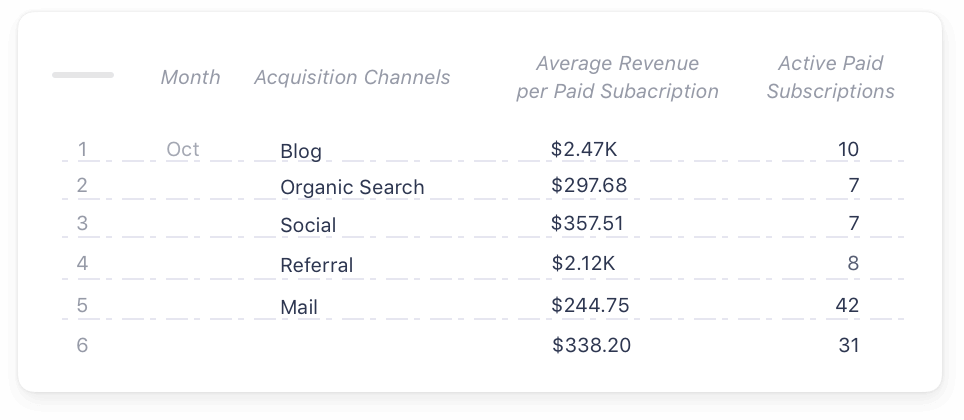 Month Acquisition Channels Average Revenue per Paid Subacription Active Paid Subscriptions
1 Oct Blog $2.47K 10
2 Organic Search $297.68 7
3 Social $357.51 7
4 Referral $2.12K 8
5 Mail $244.75 42
6 $338.20 31